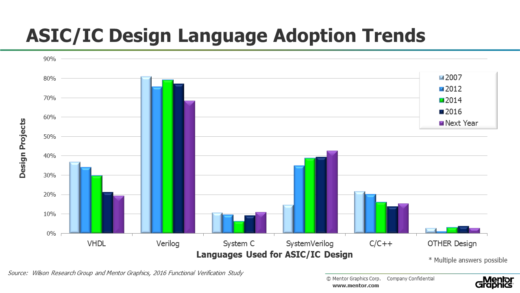 ASIC/IC Design Language Adoption Trends
90%
80%
70%
60%
50%
40%
30%
20%
10%
0%
Design Projects
2007
2012
2014
2016
Next Year
VHDL Verilog System C SystemVerilog C/C++ OTHER Design
Languages Used for ASIC/IC Design
* Multiple answers possible
Source: Wilson Research Group and Mentor Graphics, 2016 Functional Verification Study
© Mentor Graphics Corp. Company Confidential
www.mentor.com
Mentor
Graphics